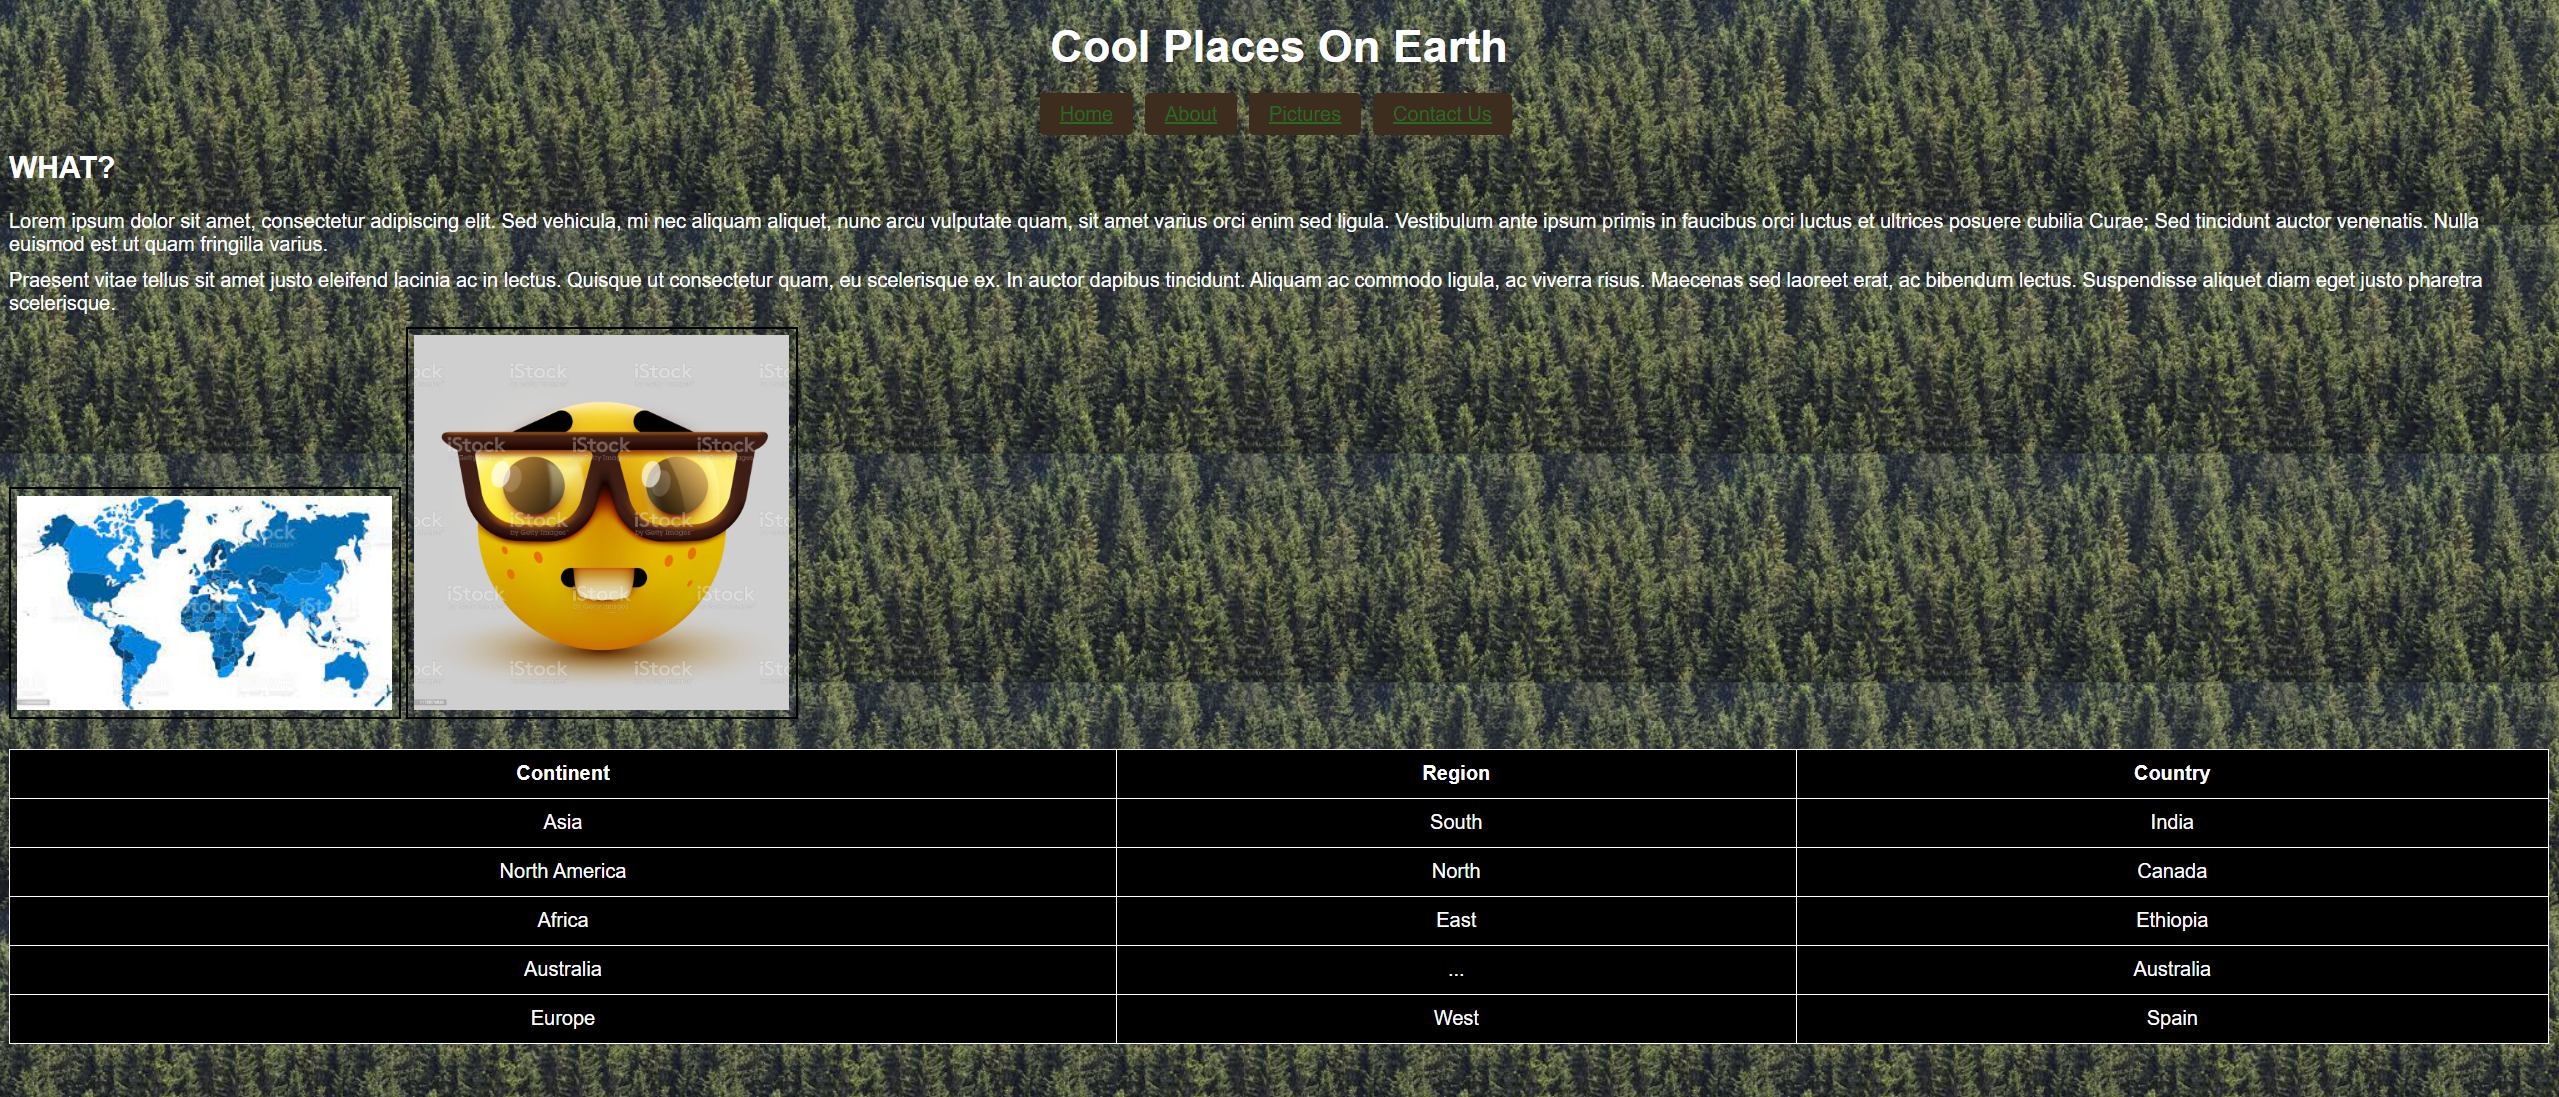 Cool Places On Earth
Home About Pictures Contact Us
WHAT?
Lorem ipsum dolor sit amet, consectetur adipiscing elit. Sed vehicula, mi nec aliquam aliquet, nunc arcu vulputate quam, sit amet varius orci enim sed ligula. Vestibulum ante ipsum primis in faucibus orci luctus et ultrices posuere cubilia Curae; Sed tincidunt auctor venenatis. Nulla
euismod est ut quam fringilla varius.
Praesent vitae tellus sit amet justo eleifend lacinia ac in lectus. Quisque ut consectetur quam, eu scelerisque ex. In auctor dapibus tincidunt. Aliquam ac commodo ligula, ac viverra risus. Maecenas sed laoreet erat, ac bibendum lectus. Suspendisse aliquet diam eget justo pharetra
scelerisque.
iStock iStock
iStock iStock iStock
iStock iStock
by Getty Images by Getty Images
iStock iStock iStock
iStock iStock
Continent Region Country
Asia South India
North America North Canada
Africa East Ethiopia
Australia ... Australia
Europe West Spain